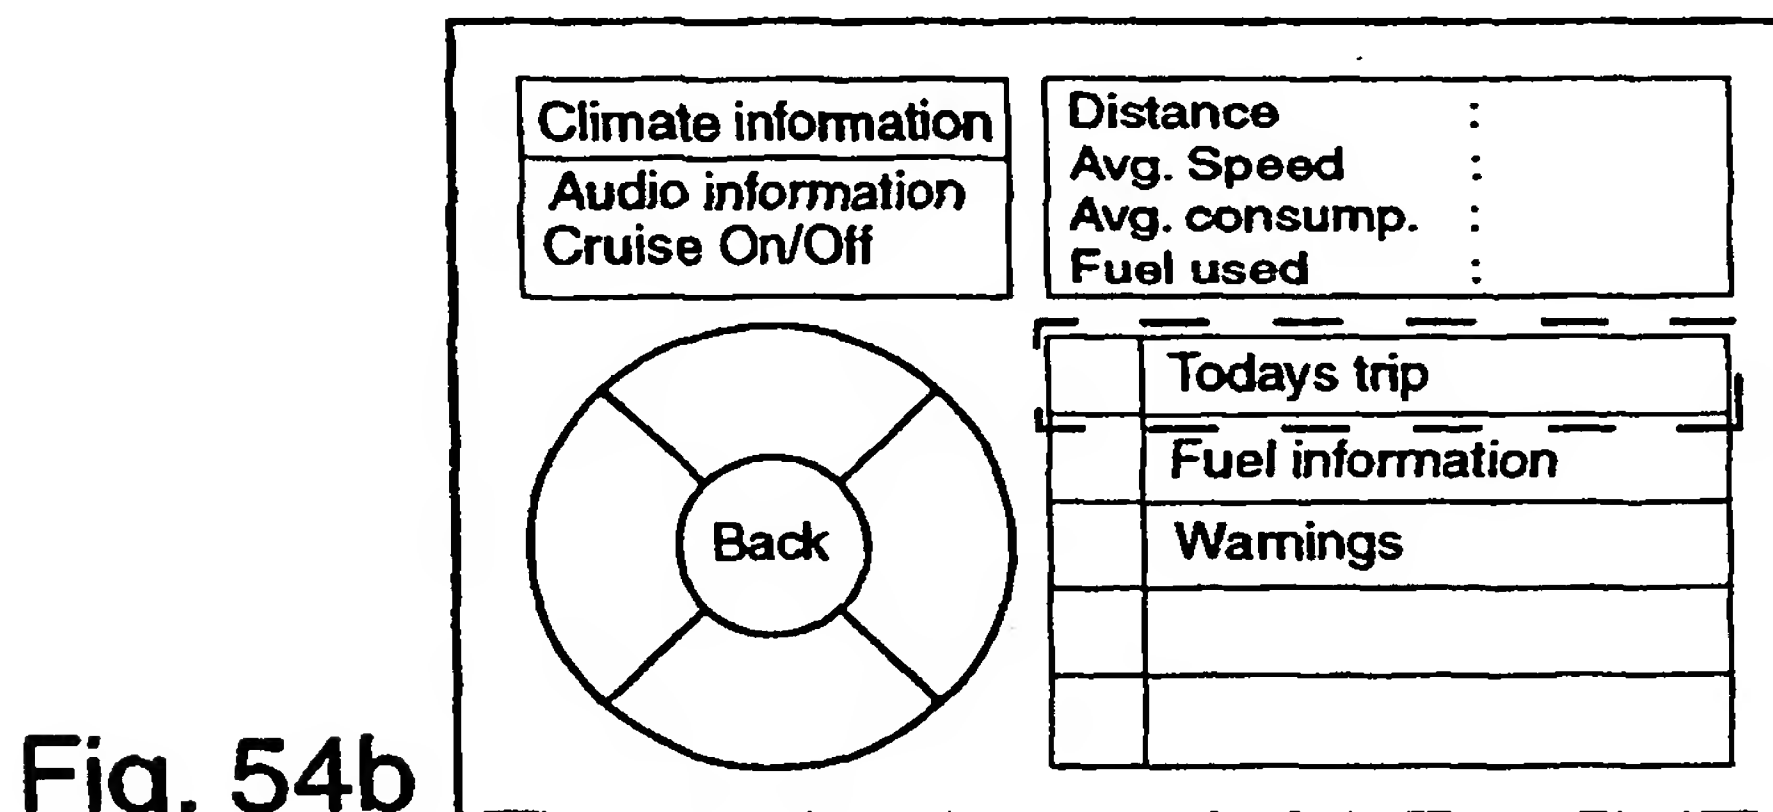 Climate information
Audio information
Cruise On/Off
Distance :
Avg. Speed :
Avg. consump. :
Fuel used :
Todays trip
Fuel information
Warnings
Back
Fig. 54b